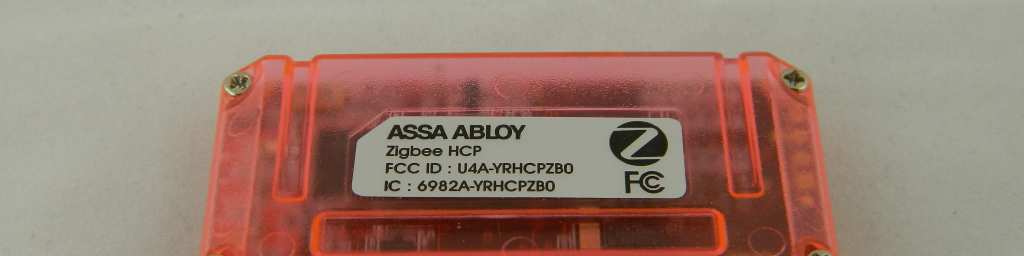 ASSA ABLOY
Zigbee HCP
FCC ID : U4A-YRHCPZB0
IC : 6982A-YRHCPZB0
FC